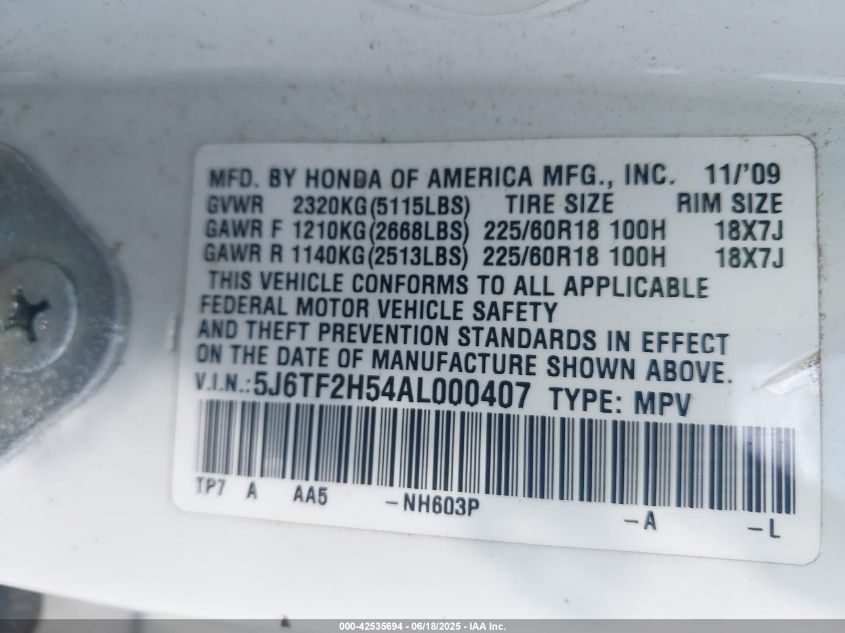 MFD. BY HONDA OF AMERICA MFG., INC. 11/'09
GVWR 2320KG(5115LBS) TIRE SIZE RIM SIZE
GAWR F 1210KG(2668LBS) 225/60R18 100H 18X7J
GAWR R 1140KG(2513LBS) 225/60R18 100H 18X7J
THIS VEHICLE CONFORMS TO ALL APPLICABLE
FEDERAL MOTOR VEHICLE SAFETY
AND THEFT PREVENTION STANDARDS IN EFFECT
ON THE DATE OF MANUFACTURE SHOWN ABOVE.
V.I.N.:5J6TF2H54AL000407 TYPE: MPV
TP7 A AA5 -NH603P -A -L
000-42535694 - 06/18/2025 - IAA Inc.